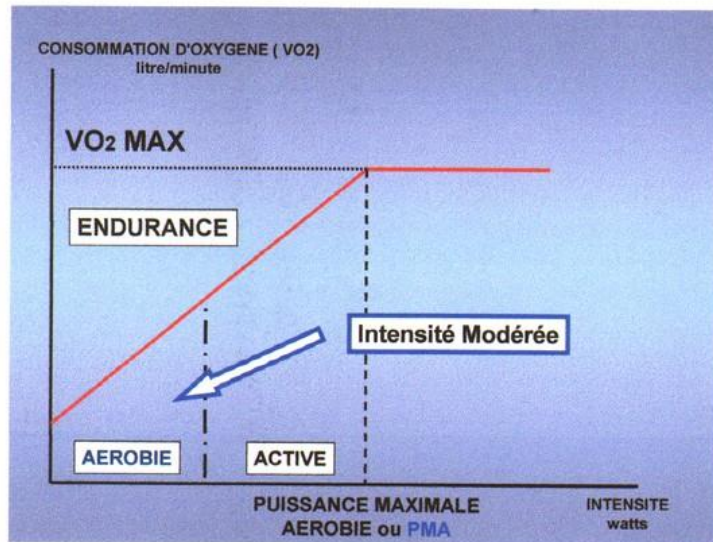 CONSOMMATION D'OXYGENE ( VO2)
litre/minute
VO2 MAX
ENDURANCE
Intensité Modérée
AEROBIE
ACTIVE
PUISSANCE MAXIMALE
AEROBIE ou PMA
INTENSITE
watts